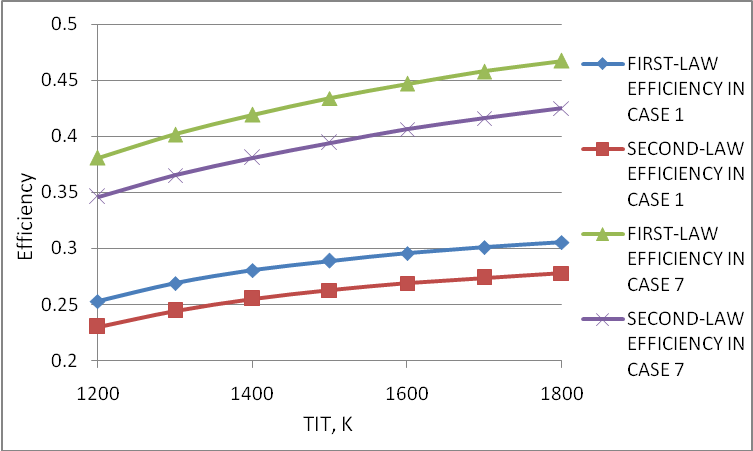 0.5
0.45
0.4
0.35
0.3
0.25
0.2
Efficiency
1200
1400
1600
1800
TIT, K
FIRST-LAW
EFFICIENCY IN
CASE 1
SECOND-LAW
EFFICIENCY IN
CASE 1
FIRST-LAW
EFFICIENCY IN
CASE 7
SECOND-LAW
EFFICIENCY IN
CASE 7